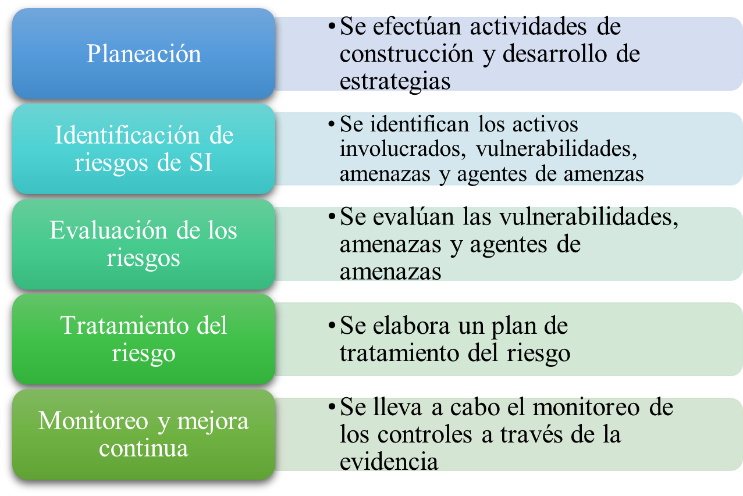 Planeación
•Se efectúan actividades de
construcción y desarrollo de
estrategias
Identificación de
riesgos de SI
•Se identifican los activos
involucrados, vulnerabilidades,
amenazas y agentes de amenzas
Evaluación de los
riesgos
•Se evalúan las vulnerabilidades,
amenazas y agentes de
amenazas
Tratamiento del
riesgo
•Se elabora un plan de
tratamiento del riesgo
Monitoreo y mejora
continua
•Se lleva a cabo el monitoreo de
los controles a través de la
evidencia